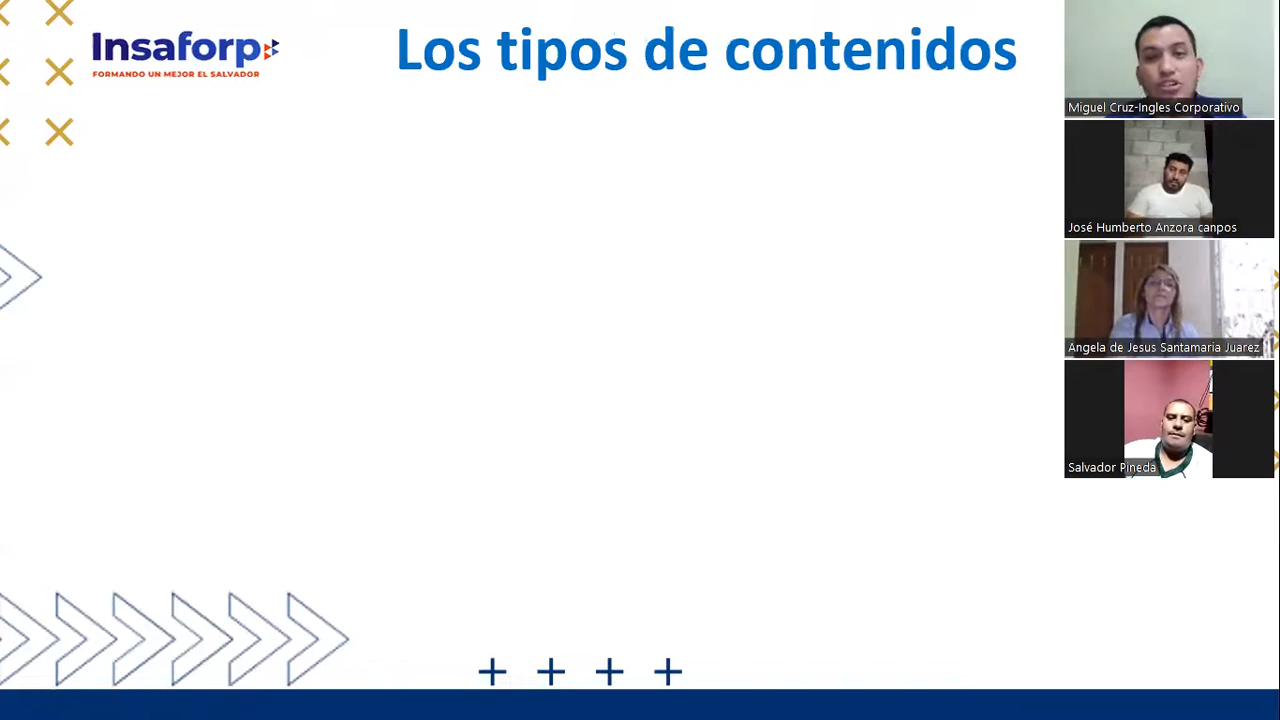 Insaforp
FORMANDO UN MEJOR EL SALVADOR
Los tipos de contenidos
Miguel Cruz-Ingles Corporativo
José Humberto Anzora canpos
Angela de Jesus Santamaria Juarez
Salvador Pineda